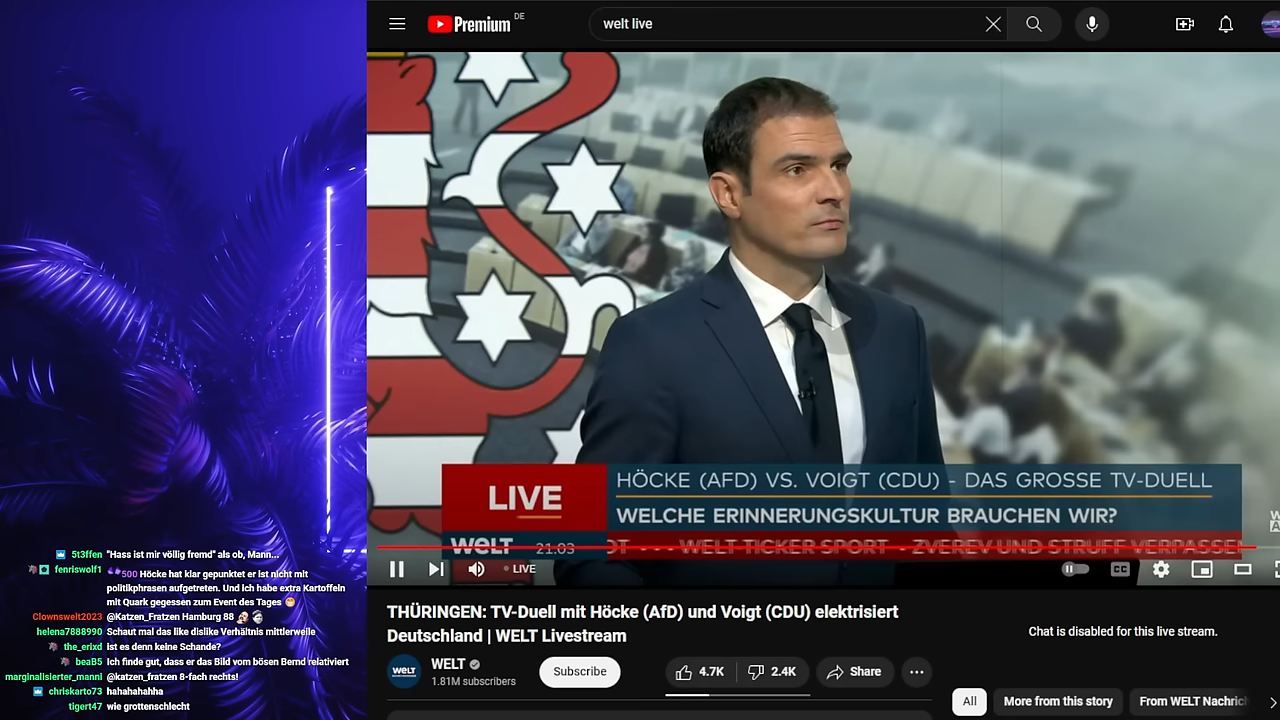 Premium DE
welt live
LIVE
HÖCKE (AFD) VS. VOIGT (CDU) - DAS GROSSE TV-DUELL
WELCHE ERINNERUNGSKULTUR BRAUCHEN WIR?
WELT 21:03 OT - - - WELT TICKER SPORT - ZVEREV UND STRUFF VERPASSEN
LIVE
CC
THÜRINGEN: TV-Duell mit Höcke (AfD) und Voigt (CDU) elektrisiert
Deutschland | WELT Livestream
Chat is disabled for this live stream.
welt
WELT
1.81M subscribers
Subscribe
4.7K
2.4K
Share
All
More from this story
From WELT Nachric
5t3ffen "Hass ist mir völlig fremd" als ob, Mann...
fenriswolf1 500 Höcke hat klar gepunktet er ist nicht mit
politikphrasen aufgetreten. Und ich habe extra Kartoffeln
mit Quark gegessen zum Event des Tages
Clownswelt2023 @Katzen_Fratzen Hamburg 88
helena7888990 Schaut mal das like dislike Verhältnis mittlerweile
the_erixd Ist es denn keine Schande?
beaB5 Ich finde gut, dass er das Bild vom bösen Bernd relativiert
marginalisierter_mannl @katzen_fratzen 8-fach rechts!
chriskarto73 hahahahahha
tigert47 wie grottenschlecht